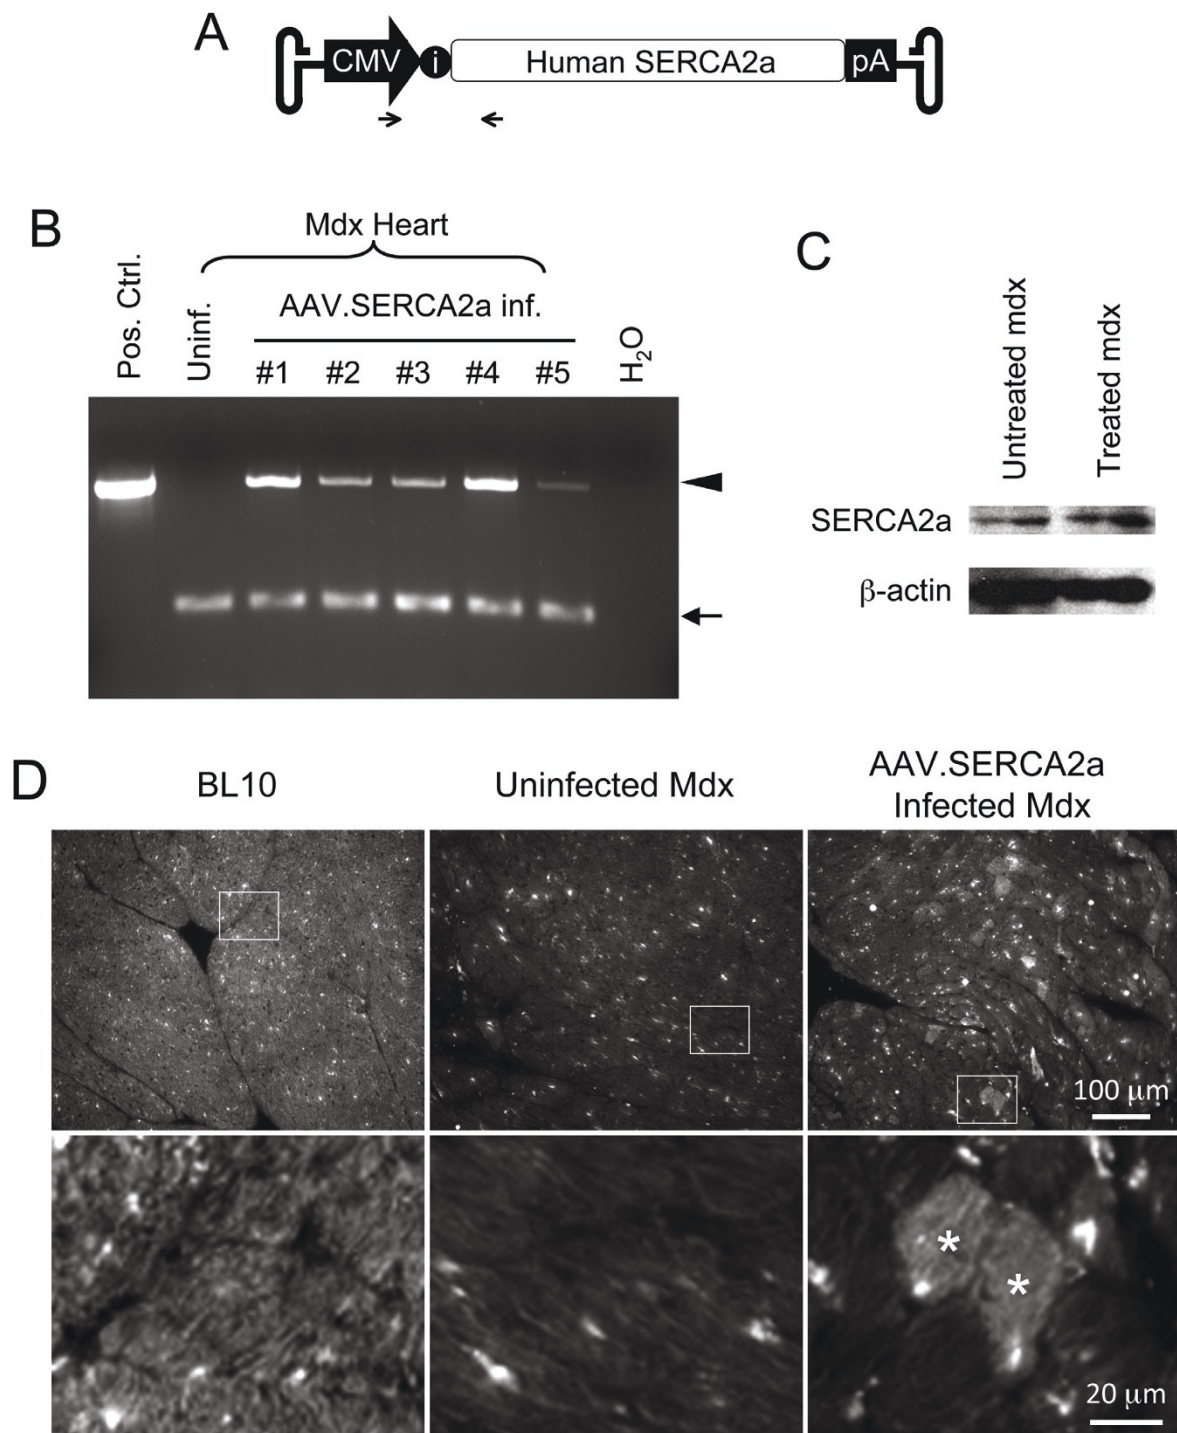 A
CMV
i
Human SERCA2a
pA
B
Mdx Heart
Pos. Ctrl.
Uninf.
AAV.SERCA2a inf.
#1
#2
#3
#4
#5
H₂O
C
Untreated mdx
Treated mdx
SERCA2a
β-actin
D
BL10
Uninfected Mdx
AAV.SERCA2a
Infected Mdx
100 μm
*
*
20 μm